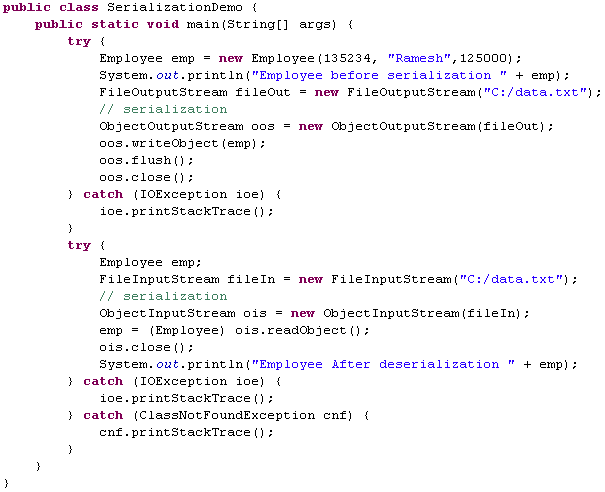 public class SerializationDemo {
    public static void main(String[] args) {
        try {
            Employee emp = new Employee(135234, "Ramesh",125000);
            System.out.println("Employee before serialization " + emp);
            FileOutputStream fileOut = new FileOutputStream("C:/data.txt");
            // serialization
            ObjectOutputStream oos = new ObjectOutputStream(fileOut);
            oos.writeObject(emp);
            oos.flush();
            oos.close();
        } catch (IOException ioe) {
            ioe.printStackTrace();
        }
        try {
            Employee emp;
            FileInputStream fileIn = new FileInputStream("C:/data.txt");
            // serialization
            ObjectInputStream ois = new ObjectInputStream(fileIn);
            emp = (Employee) ois.readObject();
            ois.close();
            System.out.println("Employee After deserialization " + emp);
        } catch (IOException ioe) {
            ioe.printStackTrace();
        } catch (ClassNotFoundException cnf) {
            cnf.printStackTrace();
        }
    }
}